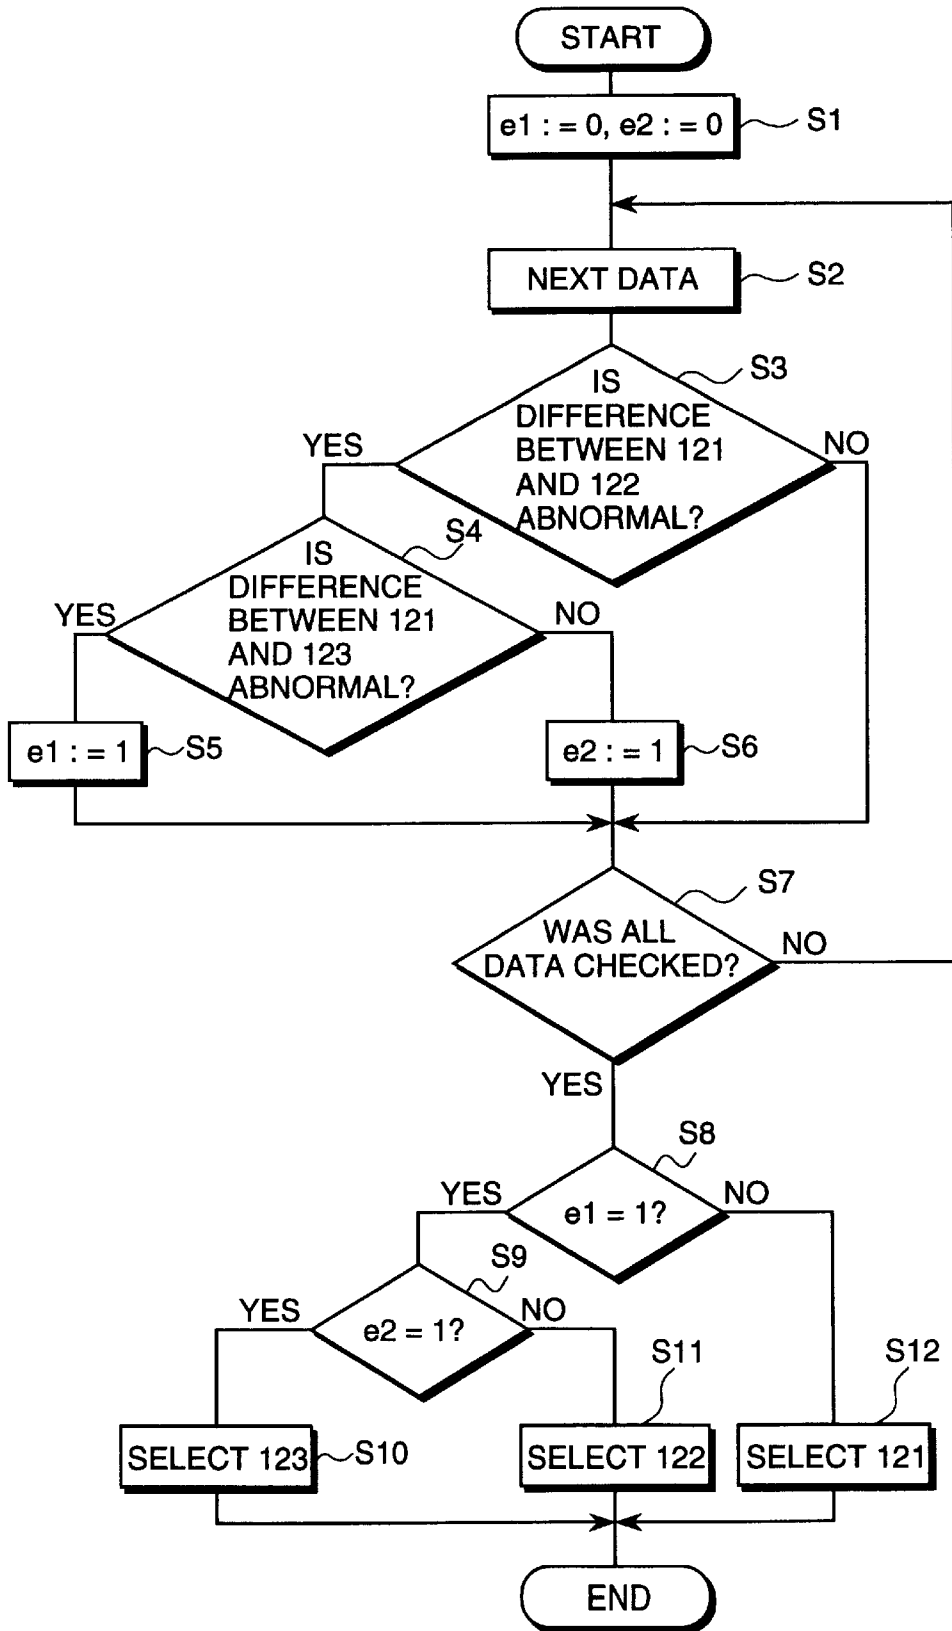 START
e1 : = 0, e2 : = 0
S1
NEXT DATA
S2
S3
IS
DIFFERENCE
BETWEEN 121
AND 122
ABNORMAL?
YES
NO
S4
IS
DIFFERENCE
BETWEEN 121
AND 123
ABNORMAL?
YES
NO
e1 : = 1
S5
e2 : = 1
S6
S7
WAS ALL
DATA CHECKED?
NO
YES
S8
e1 = 1?
YES
NO
S9
e2 = 1?
YES
NO
S11
S12
SELECT 123
S10
SELECT 122
SELECT 121
END